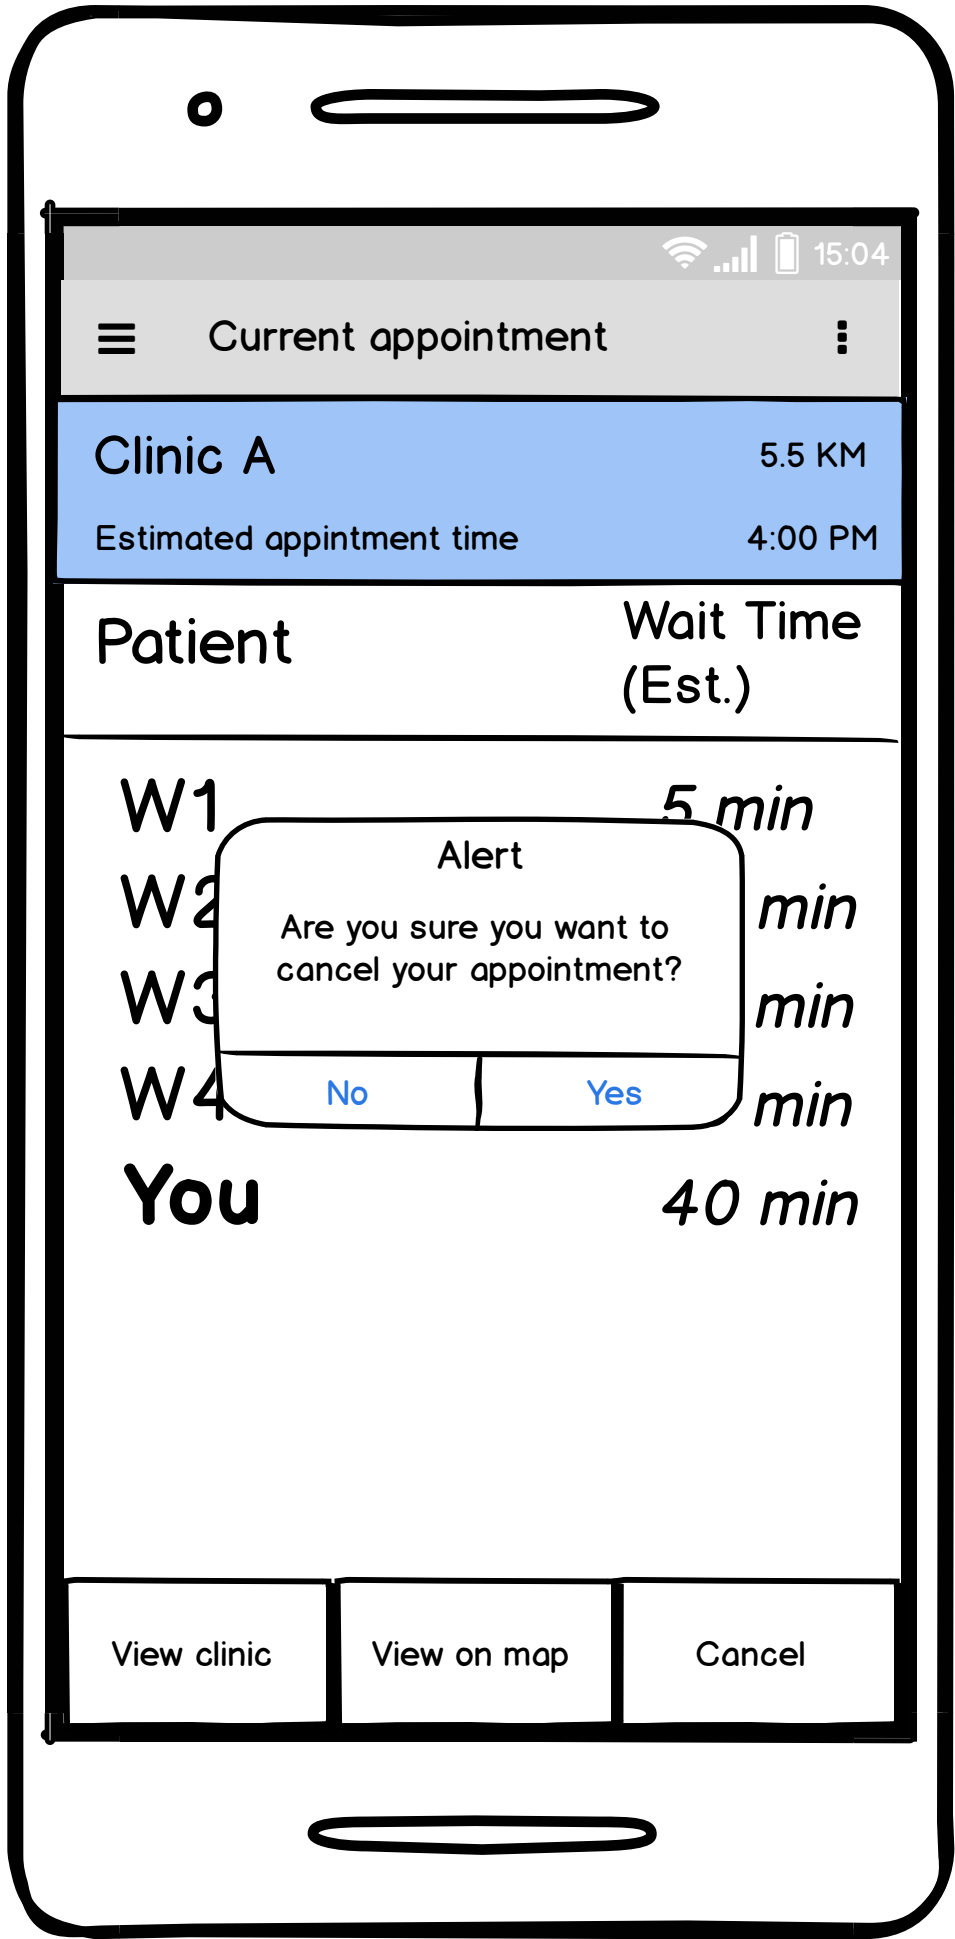 15:04
Current appointment
Clinic A 5.5 KM
Estimated appintment time 4:00 PM
Patient Wait Time
(Est.)
W1 5 min
Alert
W2 min
Are you sure you want to
cancel your appointment?
W3 min
W4 min
No Yes
You 40 min
View clinic View on map Cancel